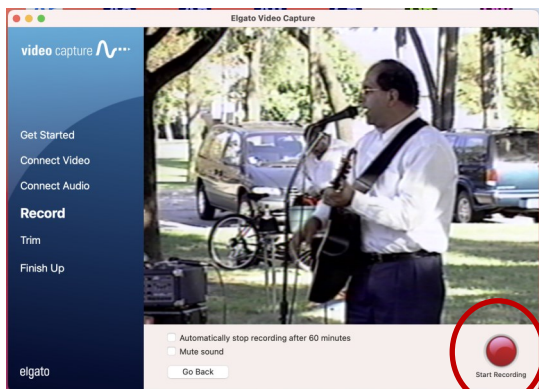 Elgato Video Capture
video capture
Get Started
Connect Video
Connect Audio
Record
Trim
Finish Up
elgato
Automatically stop recording after 60 minutes
Mute sound
Go Back
Start Recording